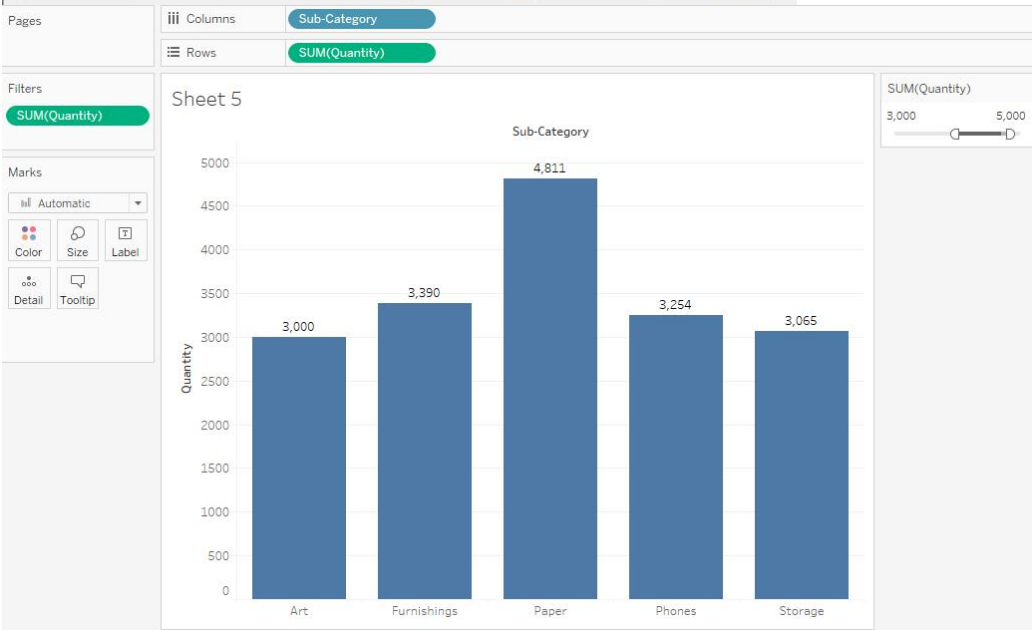 Pages
Columns
Sub-Category
Rows
SUM(Quantity)
Filters
SUM(Quantity)
Marks
Automatic
Color
Size
Label
Detail
Tooltip
Sheet 5
Sub-Category
Quantity
5000
4500
4000
3500
3000
2500
2000
1500
1000
500
0
3,000
3,390
4,811
3,254
3,065
Art
Furnishings
Paper
Phones
Storage
SUM(Quantity)
3,000 5,000